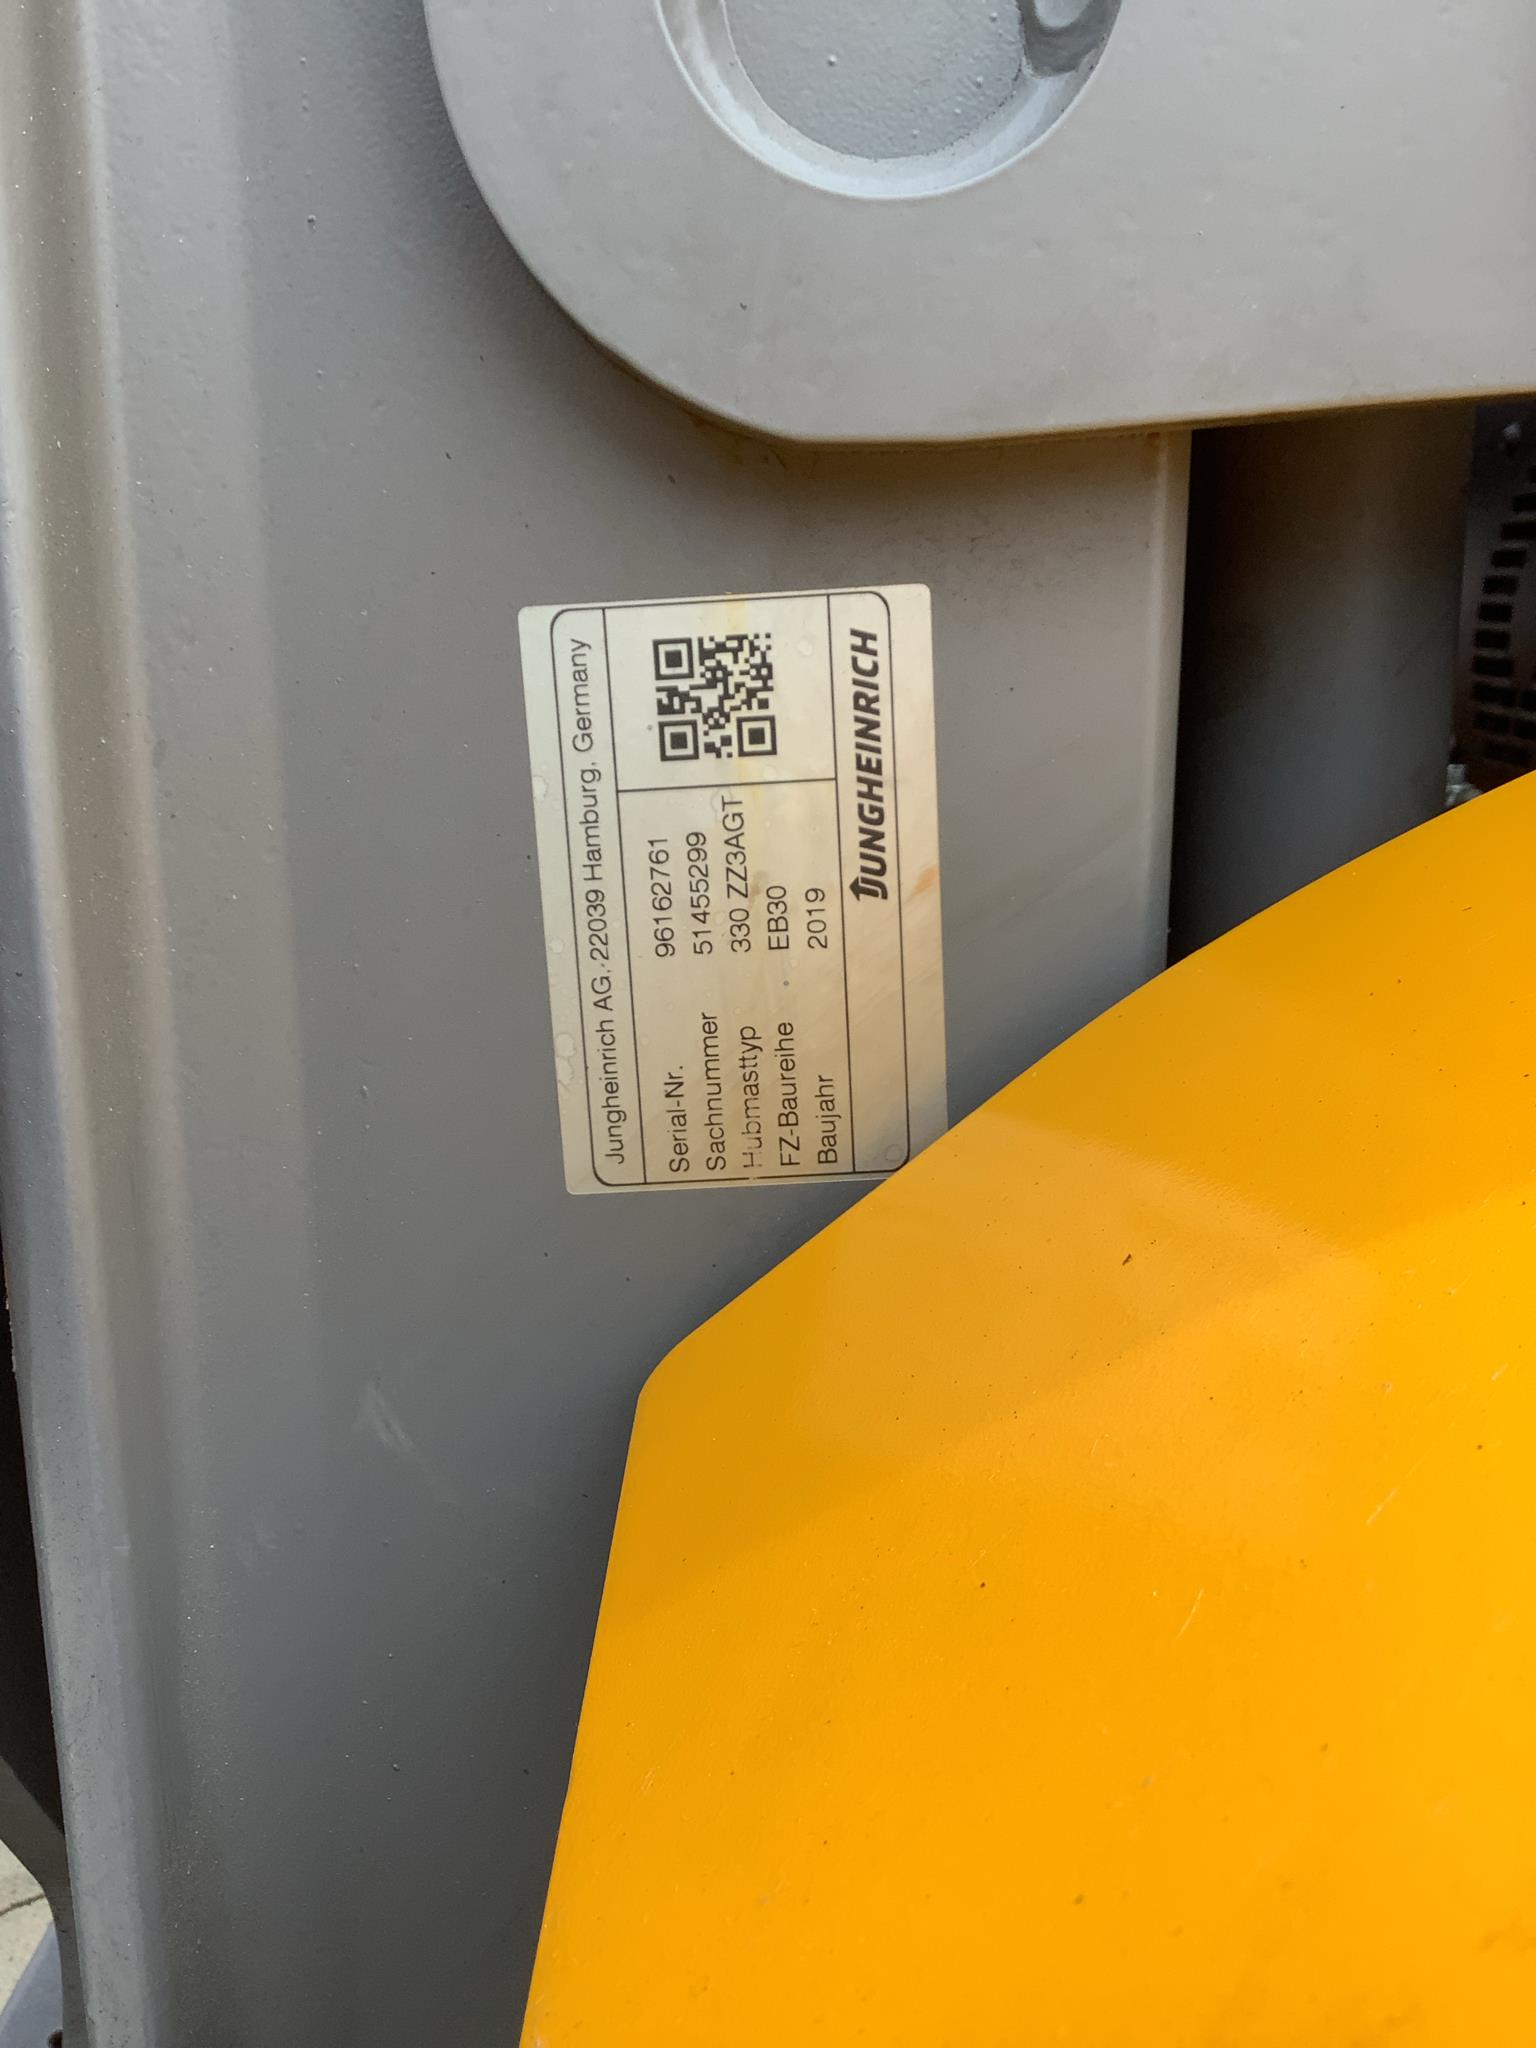 Jungheinrich AG, 22039 Hamburg, Germany
Serial-Nr. 96162761
Sachnummer 51455299
Hubmasttyp 330 ZZ3AGT
FZ-Baureihe EB30
Baujahr 2019
JUNGHEINRICH